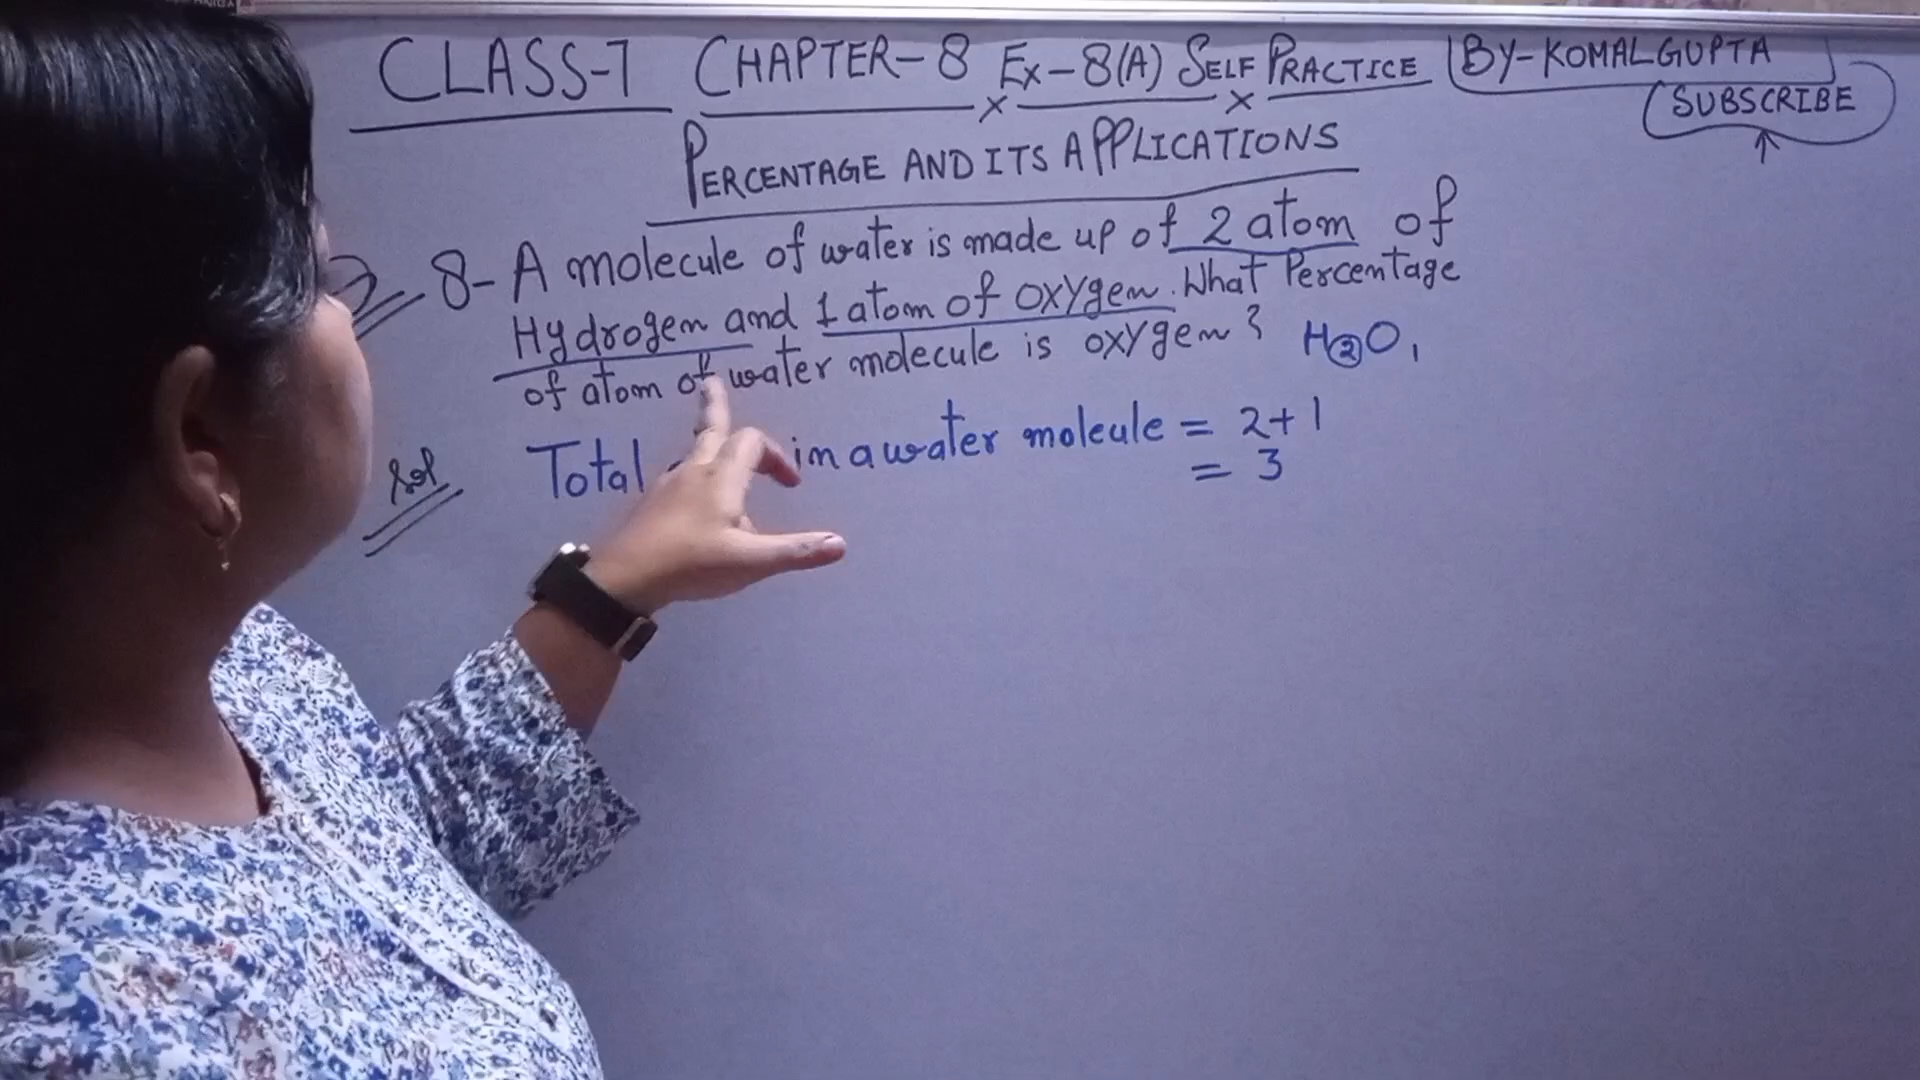 CLASS-7 CHAPTER-8 EX-8(A) SELF PRACTICE BY-KOMAL GUPTA
SUBSCRIBE
PERCENTAGE AND ITS APPLICATIONS
8- A molecule of water is made up of 2 atom of
Hydrogen and 1 atom of oxygen. What Percentage
of atom of water molecule is oxygen? H2O,
Sol Total in a water moleule = 2+1
= 3